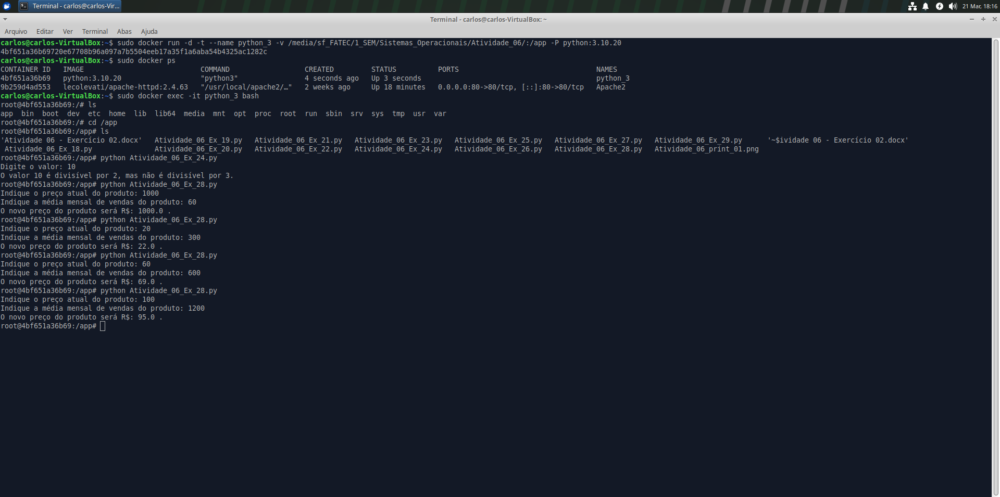 Terminal - carlos@carlos-Vir...
21 Mar, 18:16
Terminal - carlos@carlos-VirtualBox: ~
Arquivo Editar Ver Terminal Abas Ajuda
carlos@carlos-VirtualBox:~$ sudo docker run -d -t --name python_3 -v /media/sf_FATEC/1_SEM/Sistemas_Operacionais/Atividade_06/:/app -P python:3.10.20
4bf651a36b69720e67708b96a097a7b5504eeb17a35f1a6aba54b4325ac1282c
carlos@carlos-VirtualBox:~$ sudo docker ps
CONTAINER ID   IMAGE                            COMMAND                  CREATED         STATUS          PORTS                                 NAMES
4bf651a36b69   python:3.10.20                   "python3"                4 seconds ago   Up 3 seconds                                          python_3
9b259d4ad553   lecolevati/apache-httpd:2.4.63   "/usr/local/apache2/…"   2 weeks ago     Up 18 minutes   0.0.0.0:80->80/tcp, [::]:80->80/tcp   Apache2
carlos@carlos-VirtualBox:~$ sudo docker exec -it python_3 bash
root@4bf651a36b69:/# ls
app  bin  boot  dev  etc  home  lib  lib64  media  mnt  opt  proc  root  run  sbin  srv  sys  tmp  usr  var
root@4bf651a36b69:/# cd /app
root@4bf651a36b69:/app# ls
'Atividade 06 - Exercício 02.docx'   Atividade_06_Ex_19.py   Atividade_06_Ex_21.py   Atividade_06_Ex_23.py   Atividade_06_Ex_25.py   Atividade_06_Ex_27.py   Atividade_06_Ex_29.py      '~$ividade 06 - Exercício 02.docx'
Atividade_06_Ex_18.py               Atividade_06_Ex_20.py   Atividade_06_Ex_22.py   Atividade_06_Ex_24.py   Atividade_06_Ex_26.py   Atividade_06_Ex_28.py   Atividade_06_print_01.png
root@4bf651a36b69:/app# python Atividade_06_Ex_24.py
Digite o valor: 10
O valor 10 é divisível por 2, mas não é divisível por 3.
root@4bf651a36b69:/app# python Atividade_06_Ex_28.py
Indique o preço atual do produto: 1000
Indique a média mensal de vendas do produto: 60
O novo preço do produto será R$: 1000.0 .
root@4bf651a36b69:/app# python Atividade_06_Ex_28.py
Indique o preço atual do produto: 20
Indique a média mensal de vendas do produto: 300
O novo preço do produto será R$: 22.0 .
root@4bf651a36b69:/app# python Atividade_06_Ex_28.py
Indique o preço atual do produto: 60
Indique a média mensal de vendas do produto: 600
O novo preço do produto será R$: 69.0 .
root@4bf651a36b69:/app# python Atividade_06_Ex_28.py
Indique o preço atual do produto: 100
Indique a média mensal de vendas do produto: 1200
O novo preço do produto será R$: 95.0 .
root@4bf651a36b69:/app#